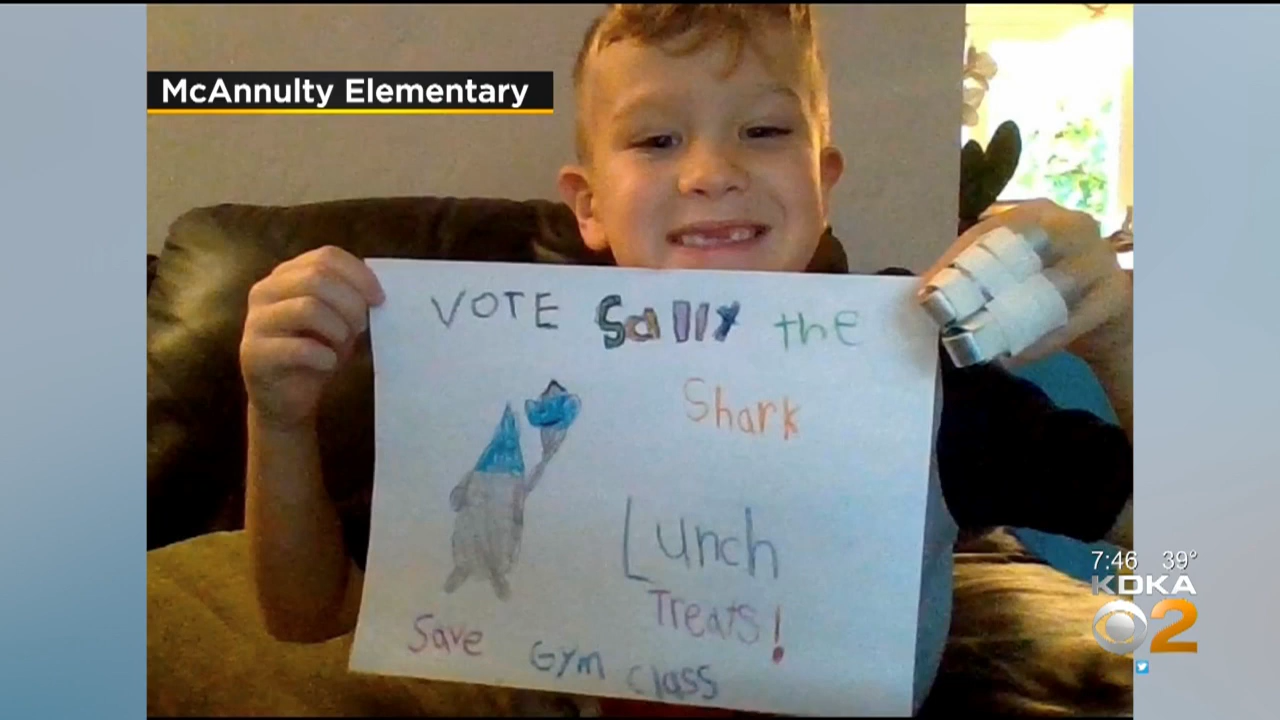 McAnnulty Elementary
VOTE Sally the
Shark
Lunch
Treats!
Save Gym class
7:46 39°
KDKA
2